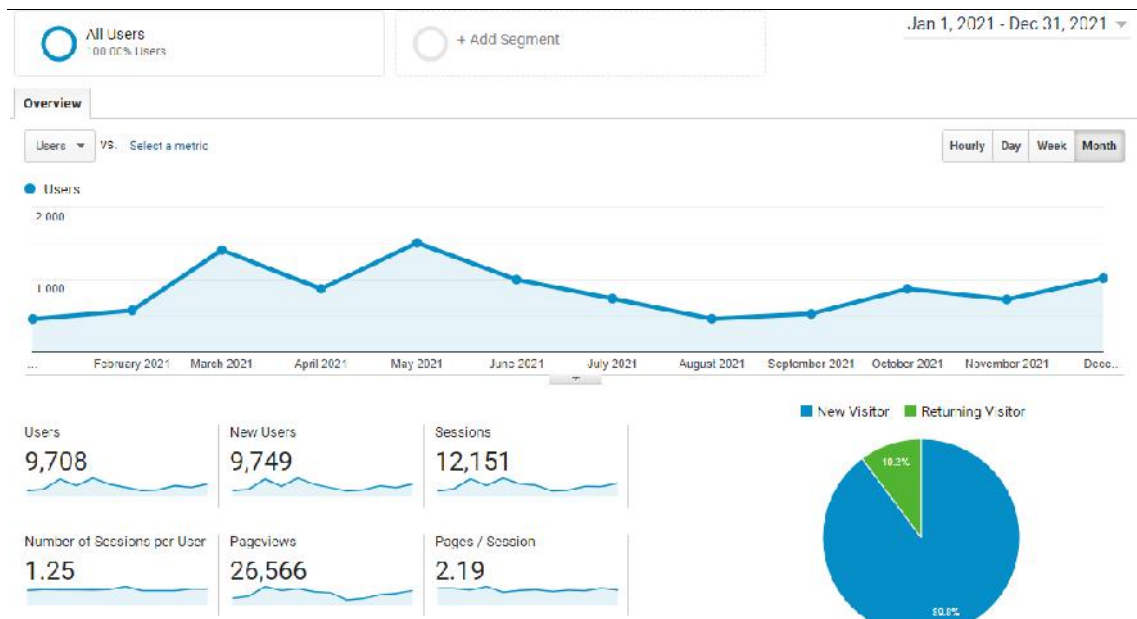 All Users
100.00% Users
+ Add Segment
Jan 1, 2021 - Dec 31, 2021
Overview
Users
VS.
Select a metric
Hourly
Day
Week
Month
Users
2,000
1,000
...
February 2021
March 2021
April 2021
May 2021
June 2021
July 2021
August 2021
September 2021
October 2021
November 2021
Dece...
New Visitor
Returning Visitor
Users
9,708
New Users
9,749
Sessions
12,151
10.2%
Number of Sessions per User
1.25
Pageviews
26,566
Pages / Session
2.19
89.8%